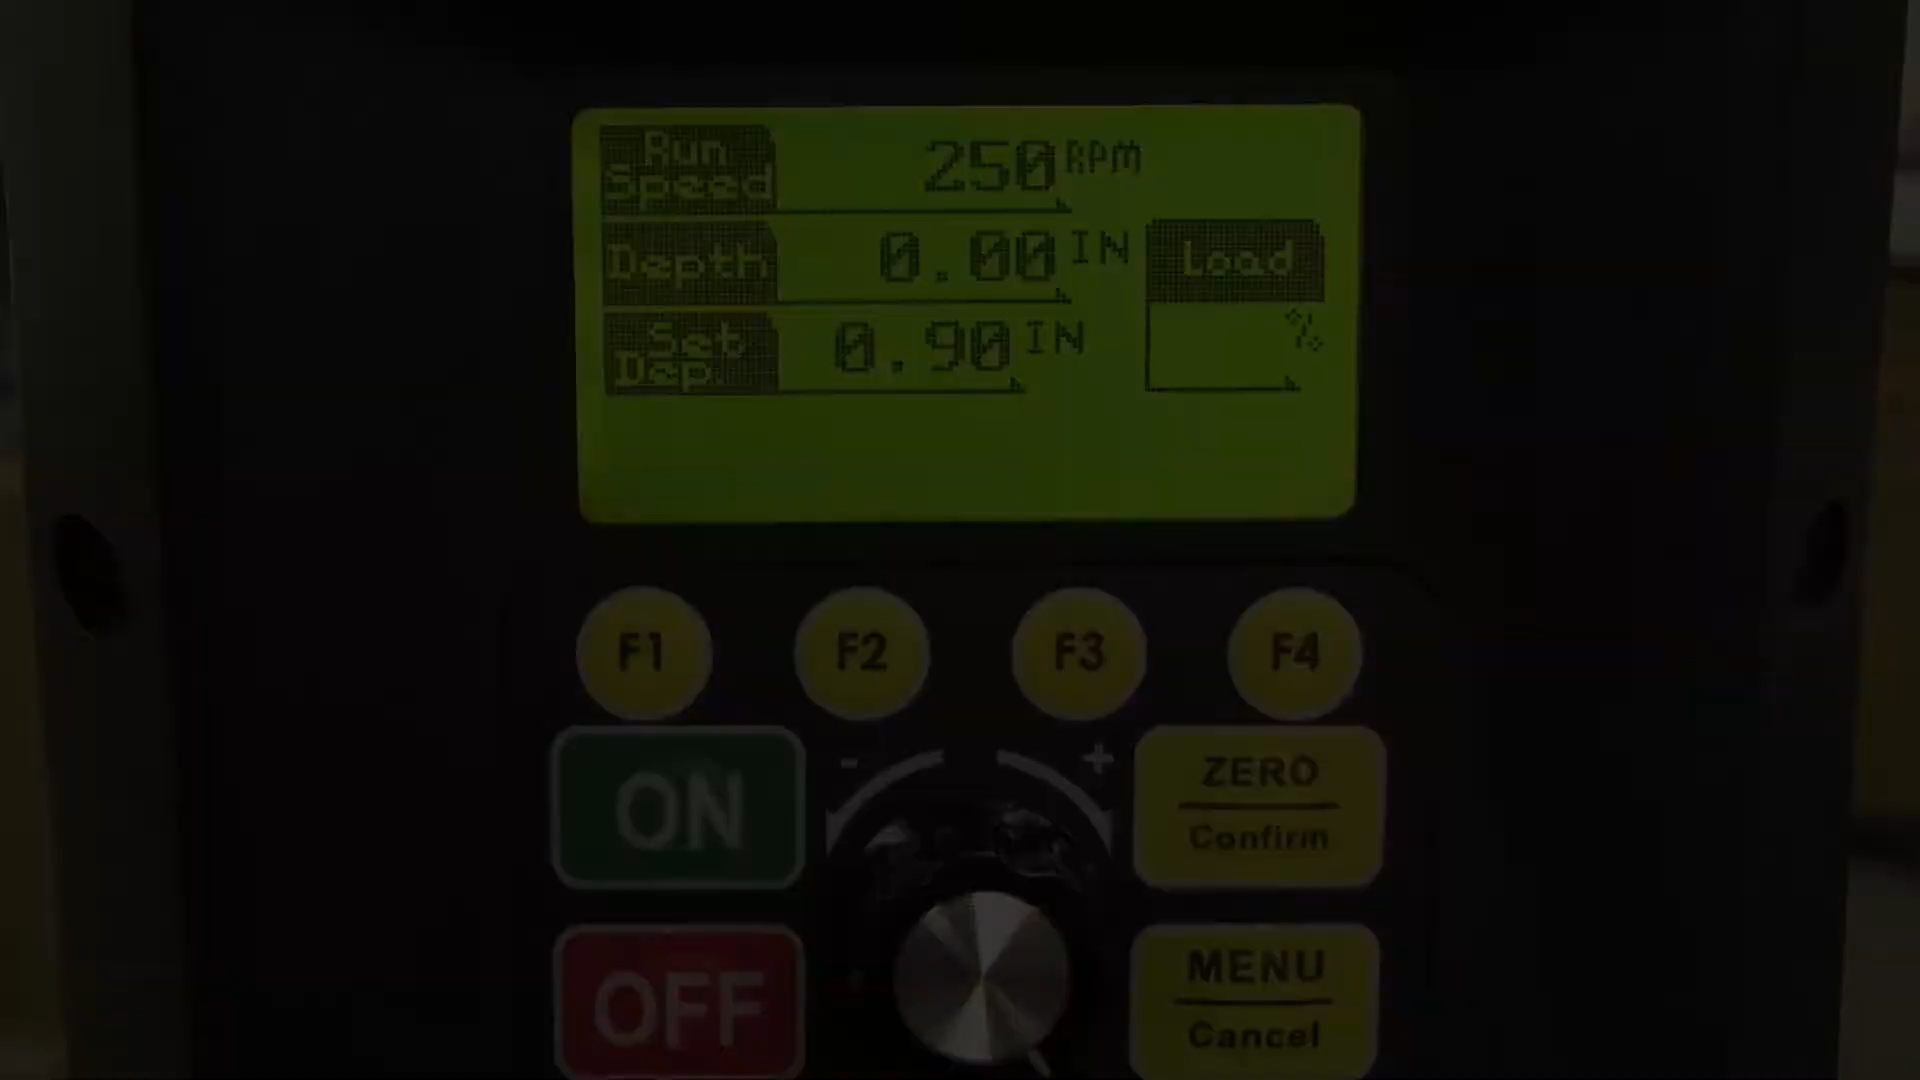 Run
Speed
250 RPM
Depth
0.00 IN
Load
%
Set
Dep
0.90 IN
F1
F2
F3
F4
ON
-
+
ZERO
Confirm
OFF
MENU
Cancel